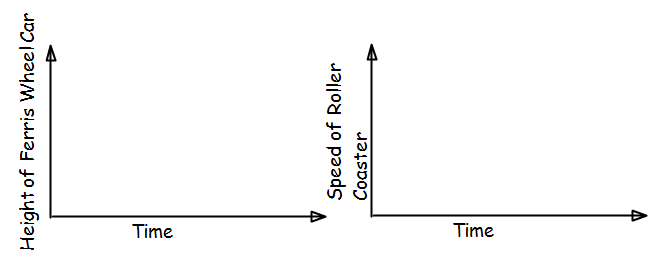 Height of Ferris Wheel Car
Time
Speed of Roller
Coaster
Time